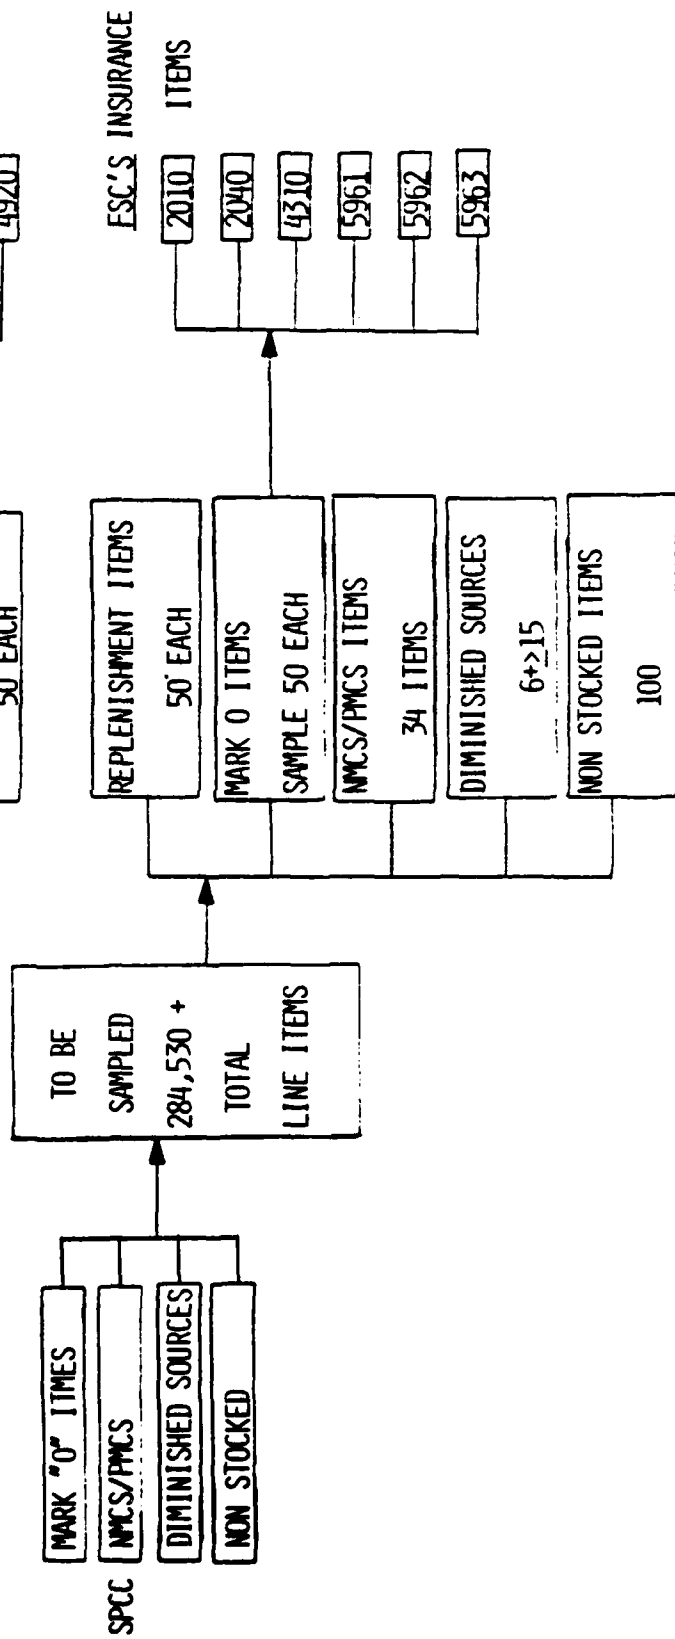 SPCC
MARK "O" ITMES
NMCS/PMCS
DIMINISHED SOURCES
NON STOCKED
TO BE
SAMPLED
284,530 +
TOTAL
LINE ITEMS
50 EACH
REPLENISHMENT ITEMS
50 EACH
MARK O ITEMS
SAMPLE 50 EACH
NMCS/PMCS ITEMS
34 ITEMS
DIMINISHED SOURCES
6+>15
NON STOCKED ITEMS
100
4920
FSC'S INSURANCE
ITEMS
2010
2040
4310
5961
5962
5963